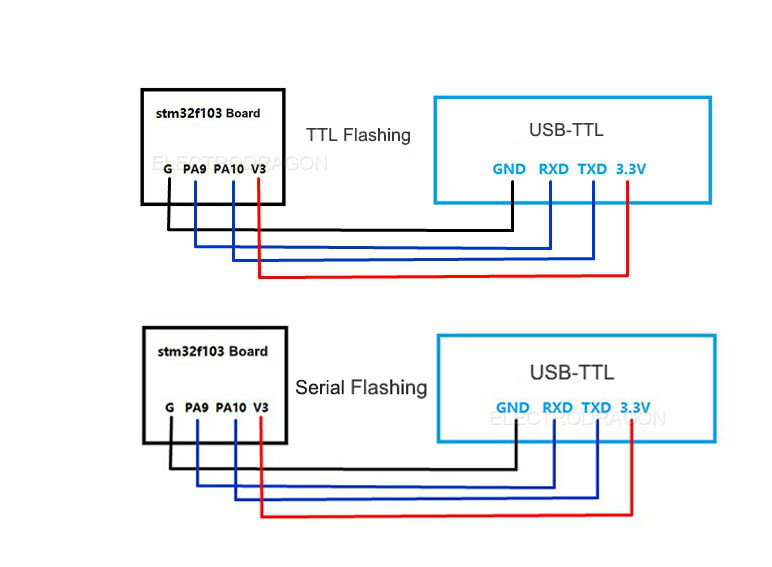 stm32f103 Board
TTL Flashing
USB-TTL
ELECTRODRAGON
G PA9 PA10 V3
GND RXD TXD 3.3V
stm32f103 Board
Serial Flashing
USB-TTL
G PA9 PA10 V3
GND RXD TXD 3.3V
ELECTRODRAGON